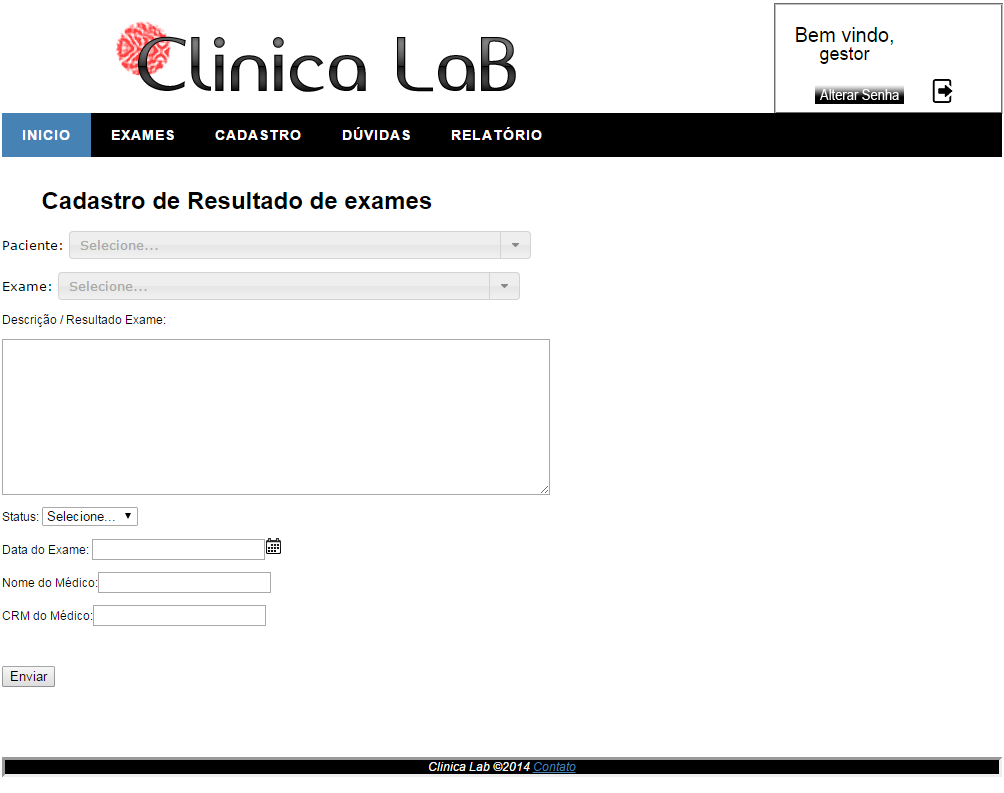 Clinica LaB
Bem vindo,
gestor
Alterar Senha
INICIO EXAMES CADASTRO DÚVIDAS RELATÓRIO
Cadastro de Resultado de exames
Paciente: Selecione...
Exame: Selecione...
Descrição / Resultado Exame:
Status: Selecione...
Data do Exame:
Nome do Médico:
CRM do Médico:
Enviar
Clinica Lab ©2014 Contato